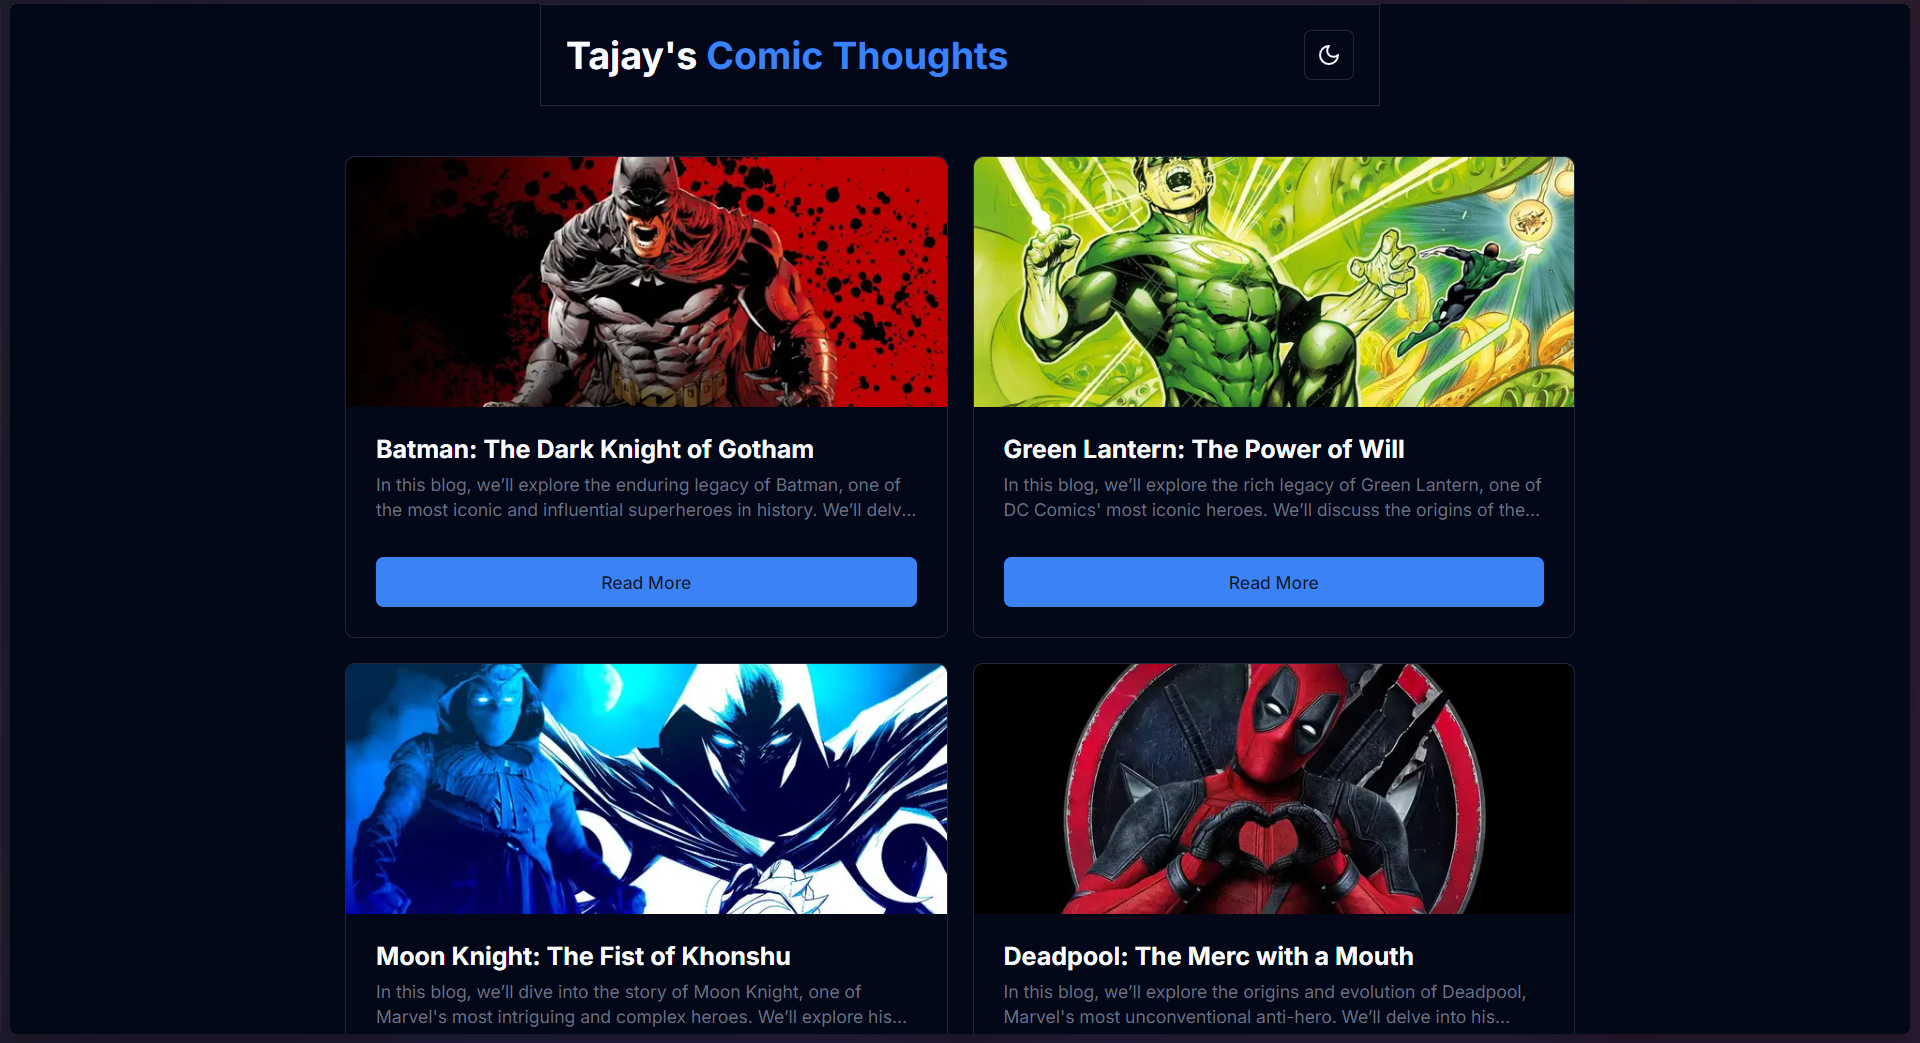 Tajay's Comic Thoughts
Batman: The Dark Knight of Gotham
In this blog, we’ll explore the enduring legacy of Batman, one of
the most iconic and influential superheroes in history. We’ll delv...
Read More
Green Lantern: The Power of Will
In this blog, we’ll explore the rich legacy of Green Lantern, one of
DC Comics' most iconic heroes. We’ll discuss the origins of the...
Read More
Moon Knight: The Fist of Khonshu
In this blog, we’ll dive into the story of Moon Knight, one of
Marvel's most intriguing and complex heroes. We’ll explore his...
Deadpool: The Merc with a Mouth
In this blog, we’ll explore the origins and evolution of Deadpool,
Marvel's most unconventional anti-hero. We’ll delve into his...